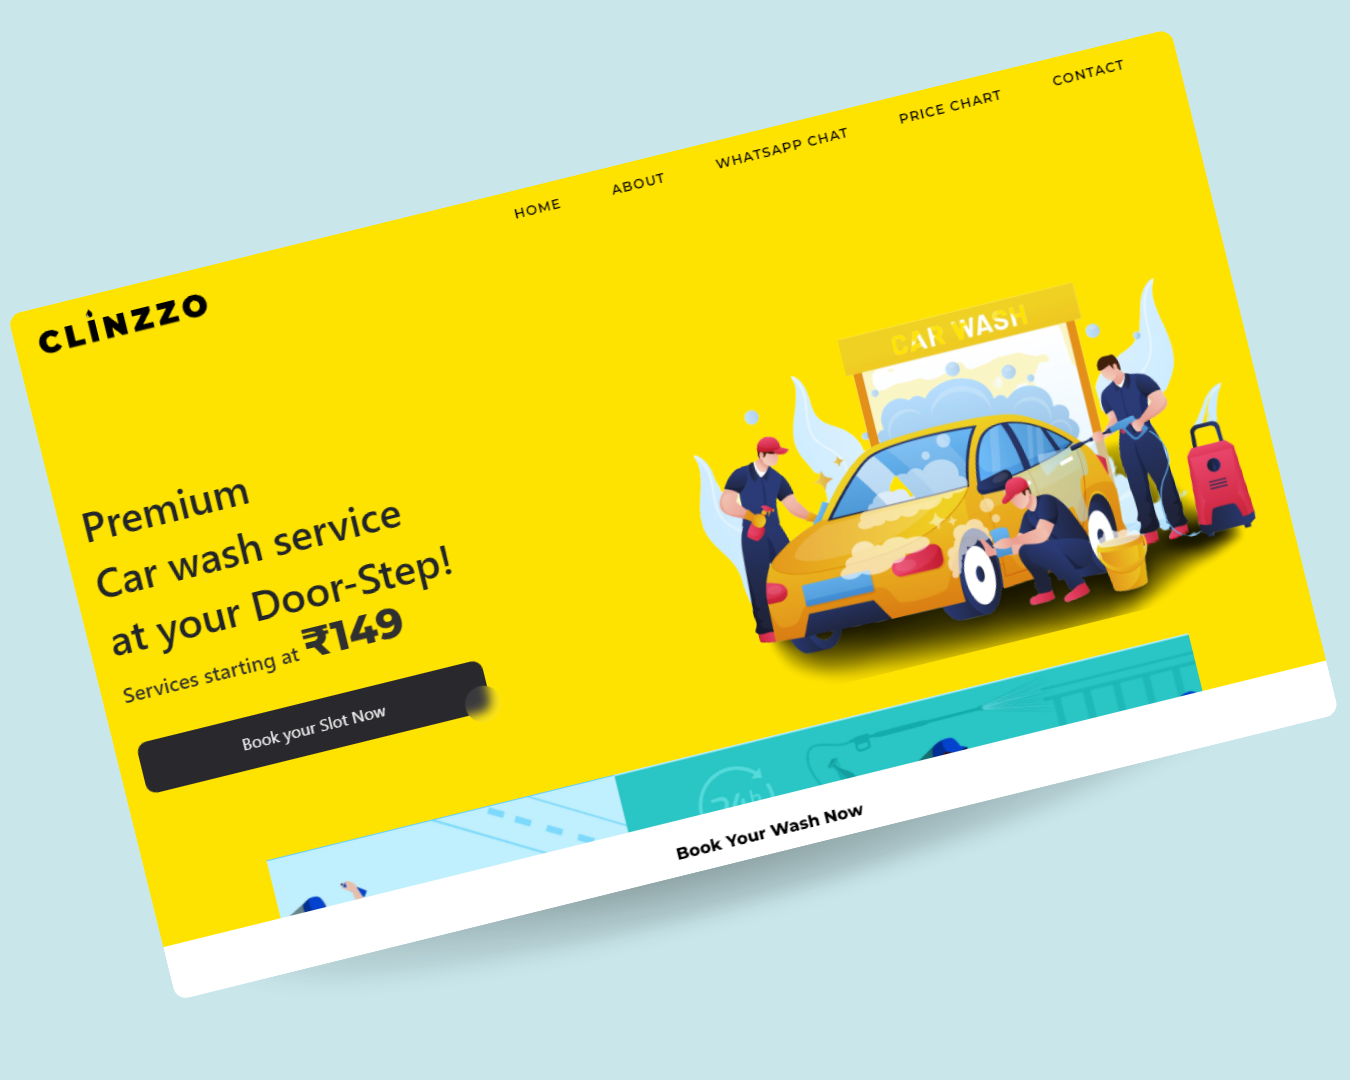 HOME
ABOUT
WHATSAPP CHAT
PRICE CHART
CONTACT
CLINZZO
CAR WASH
Premium
Car wash service
at your Door-Step!
Services starting at ₹149
Book your Slot Now
24h
Book Your Wash Now